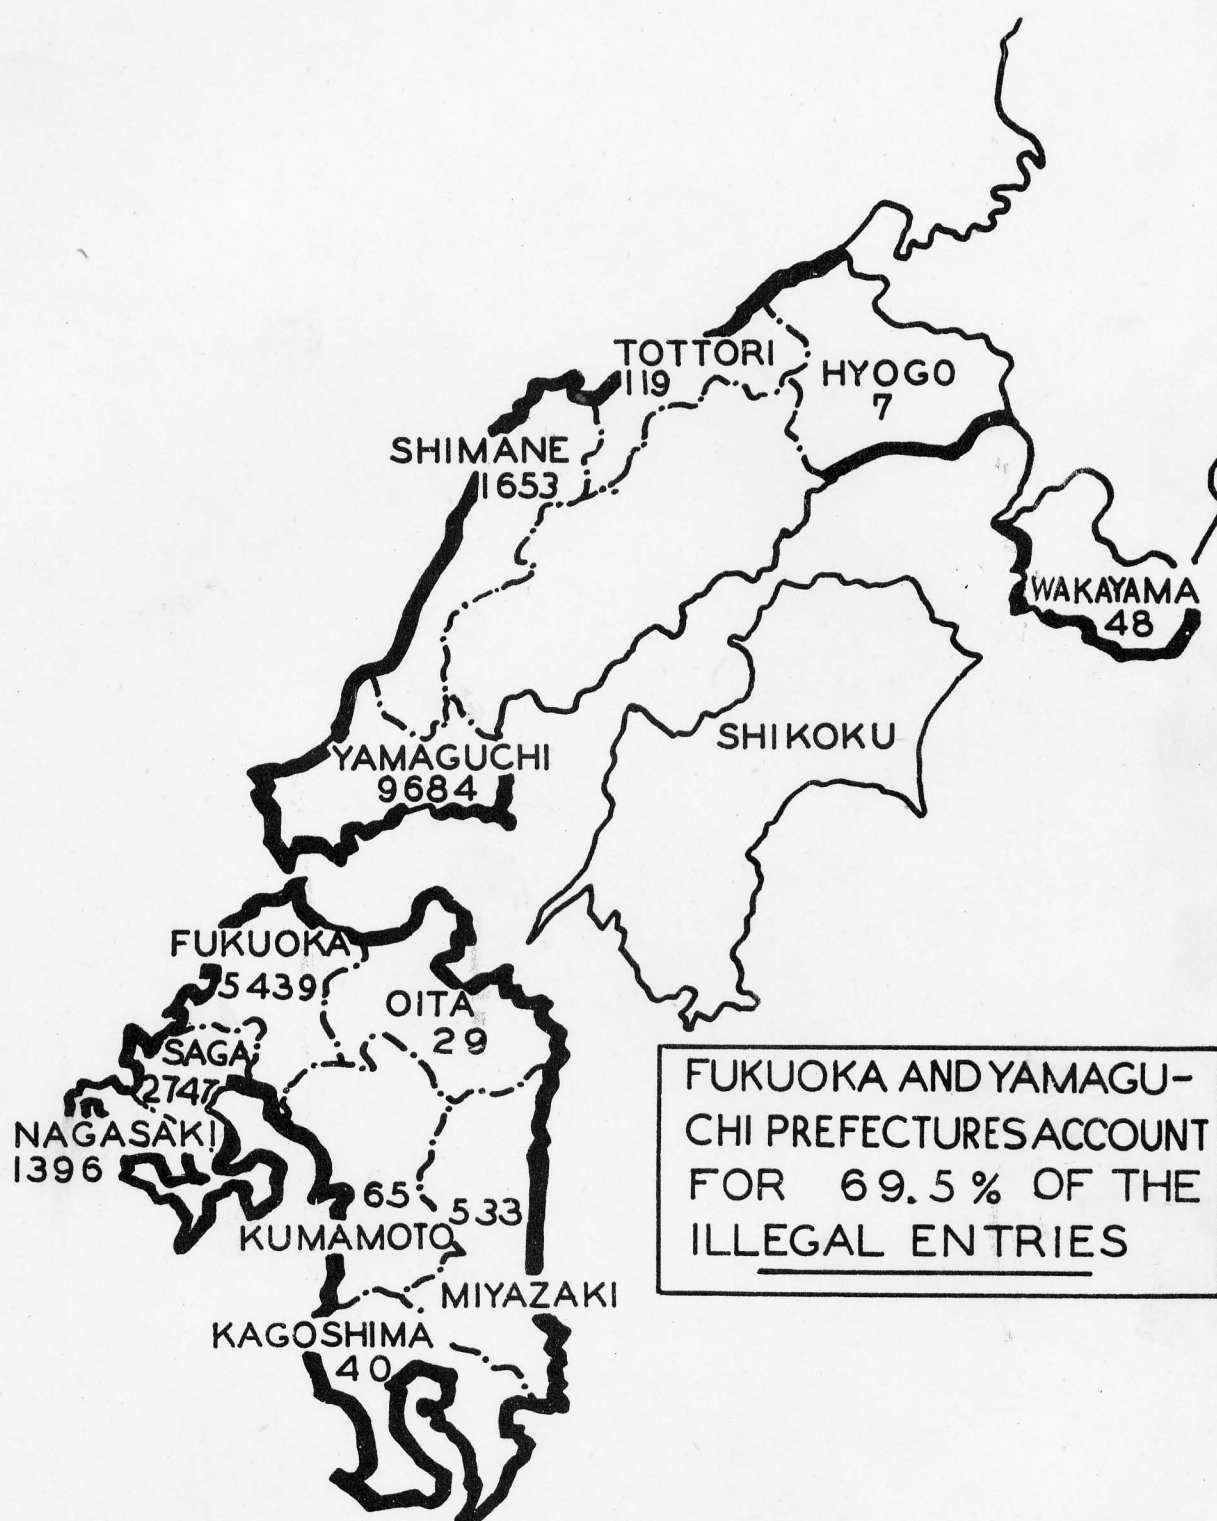 TOTTORI
119
HYOGO
7
SHIMANE
1653
WAKAYAMA
48
SHIKOKU
YAMAGUCHI
9684
FUKUOKA
5439
OITA
29
SAGA
2747
NAGASAKI
1396
65
KUMAMOTO
533
MIYAZAKI
KAGOSHIMA
40
FUKUOKA AND YAMAGU-
CHI PREFECTURES ACCOUNT
FOR 69.5% OF THE
ILLEGAL ENTRIES